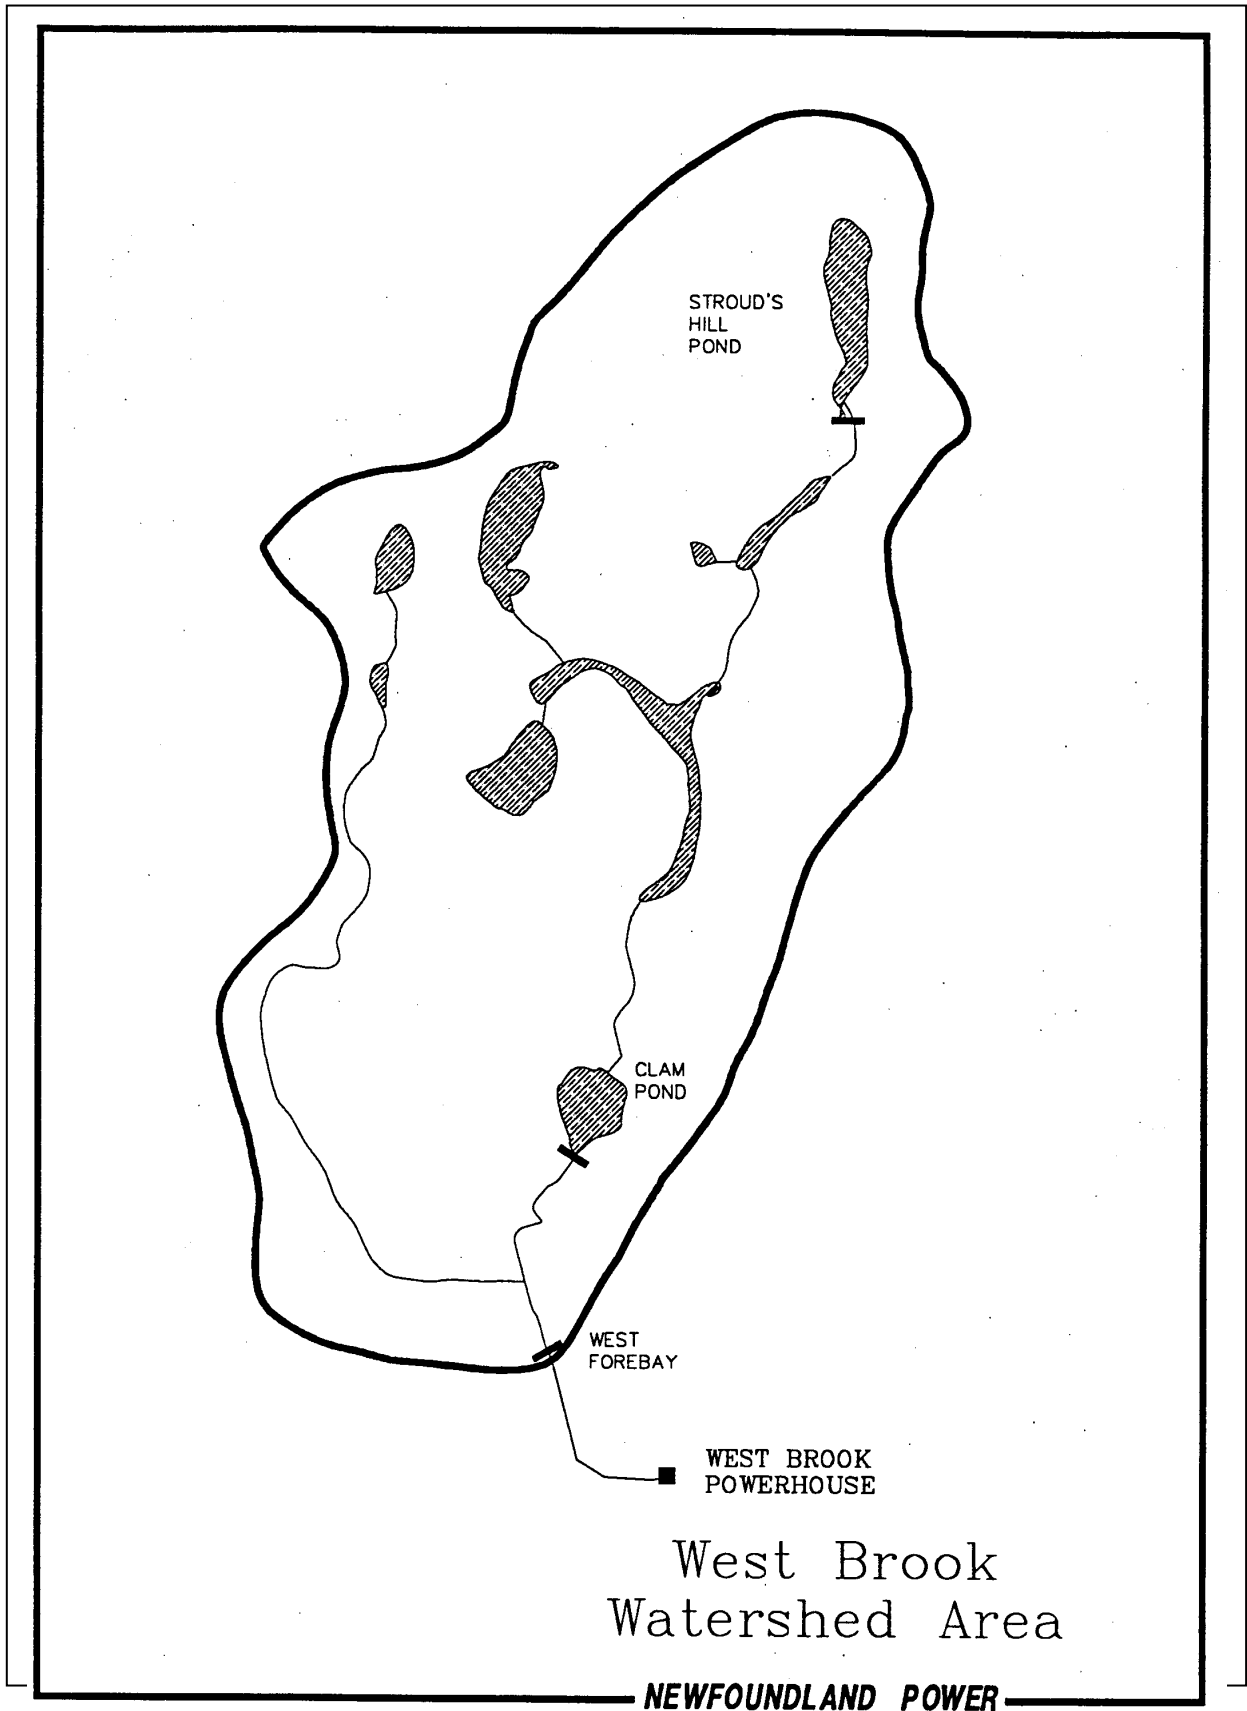 STROUD'S
HILL
POND
CLAM
POND
WEST
FOREBAY
WEST BROOK
POWERHOUSE
West Brook
Watershed Area
NEWFOUNDLAND POWER